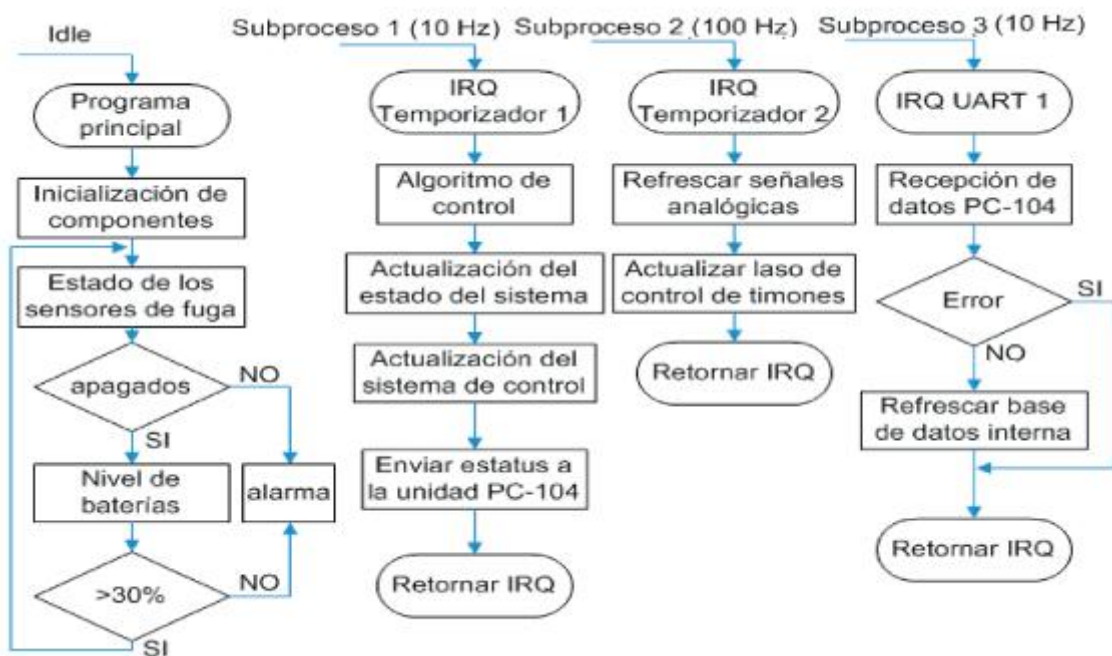 Idle
Programa
principal
Inicialización de
componentes
Estado de los
sensores de fuga
apagados
NO
SI
Nivel de
baterías
alarma
>30%
NO
SI
Subproceso 1 (10 Hz)
IRQ
Temporizador 1
Algoritmo de
control
Actualización del
estado del sistema
Actualización del
sistema de control
Enviar estatus a
la unidad PC-104
Retornar IRQ
Subproceso 2 (100 Hz)
IRQ
Temporizador 2
Refrescar señales
analógicas
Actualizar laso de
control de timones
Retornar IRQ
Subproceso 3 (10 Hz)
IRQ UART 1
Recepción de
datos PC-104
Error
SI
NO
Refrescar base
de datos interna
Retornar IRQ